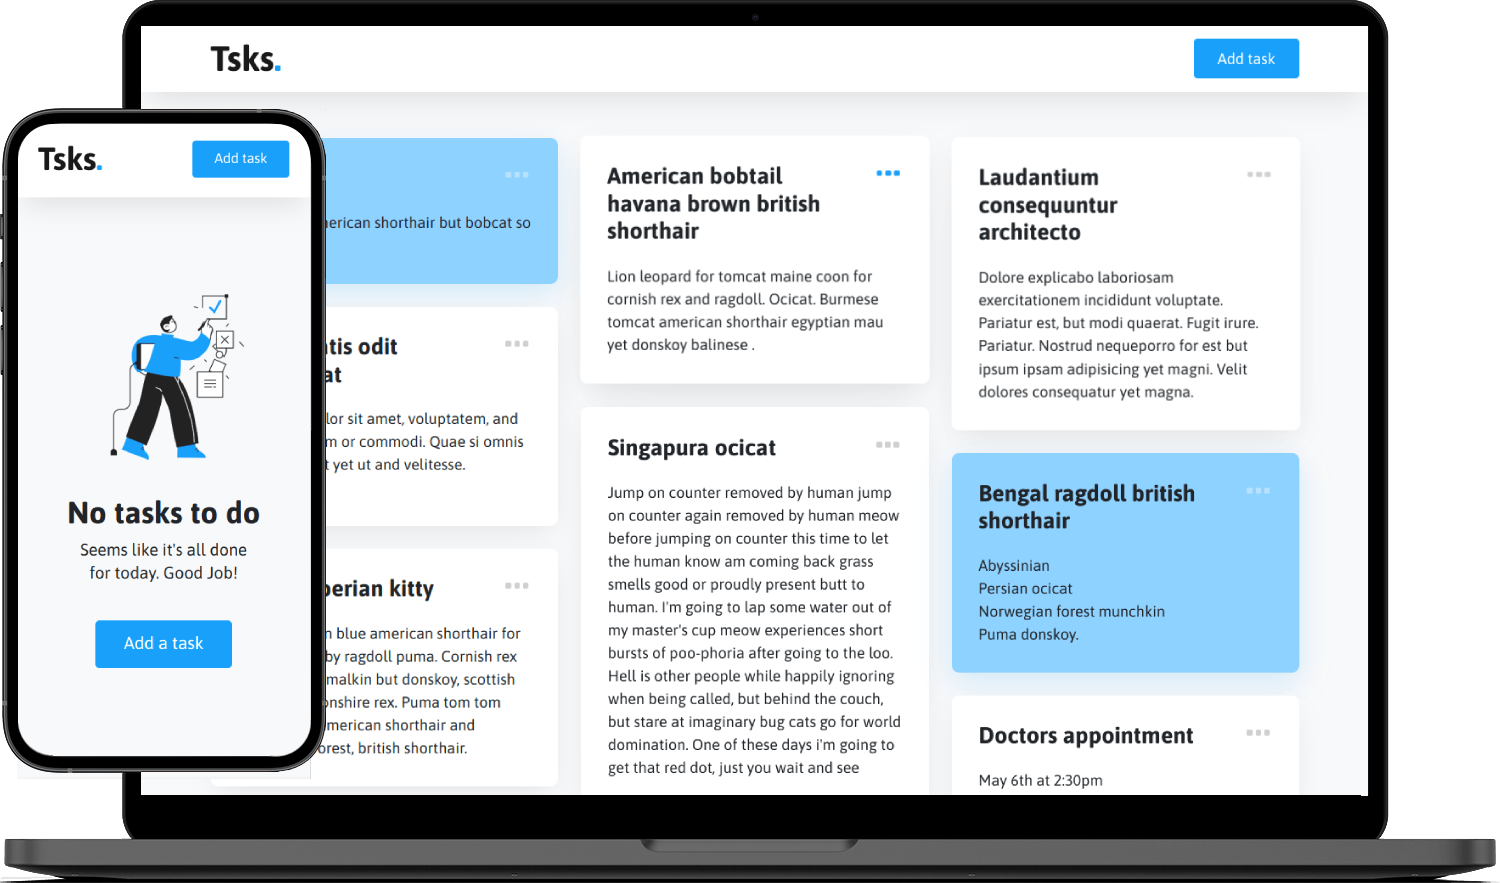 Tsks.
Add task
Tsks.
Add task
No tasks to do
Seems like it's all done
for today. Good Job!
Add a task
erican shorthair but bobcat so
tis odit
at
lor sit amet, voluptatem, and
m or commodi. Quae si omnis
t yet ut and velitesse.
perian kitty
n blue american shorthair for
by ragdoll puma. Cornish rex
malkin but donskoy, scottish
onshire rex. Puma tom tom
merican shorthair and
orest, british shorthair.
American bobtail
havana brown british
shorthair
Lion leopard for tomcat maine coon for
cornish rex and ragdoll. Ocicat. Burmese
tomcat american shorthair egyptian mau
yet donskoy balinese .
Singapura ocicat
Jump on counter removed by human jump
on counter again removed by human meow
before jumping on counter this time to let
the human know am coming back grass
smells good or proudly present butt to
human. I'm going to lap some water out of
my master's cup meow experiences short
bursts of poo-phoria after going to the loo.
Hell is other people while happily ignoring
when being called, but behind the couch,
but stare at imaginary bug cats go for world
domination. One of these days i'm going to
get that red dot, just you wait and see
Laudantium
consequuntur
architecto
Dolore explicabo laboriosam
exercitationem incididunt voluptate.
Pariatur est, but modi quaerat. Fugit irure.
Pariatur. Nostrud nequeporro for est but
ipsum ipsam adipisicing yet magni. Velit
dolores consequatur yet magna.
Bengal ragdoll british
shorthair
Abyssinian
Persian ocicat
Norwegian forest munchkin
Puma donskoy.
Doctors appointment
May 6th at 2:30pm